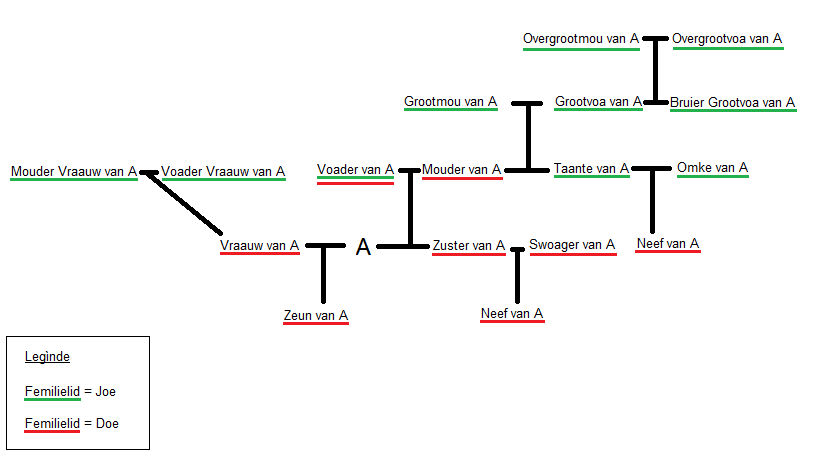 Overgrootmou van A Overgrootvoa van A
Grootmou van A Grootvoa van A Bruier Grootvoa van A
Mouder Vraauw van A Voader Vraauw van A Voader van A Mouder van A Taante van A Omke van A
Vraauw van A A Zuster van A Swoager van A Neef van A
Zeun van A Neef van A
Legìnde
Femilielid = Joe
Femilielid = Doe